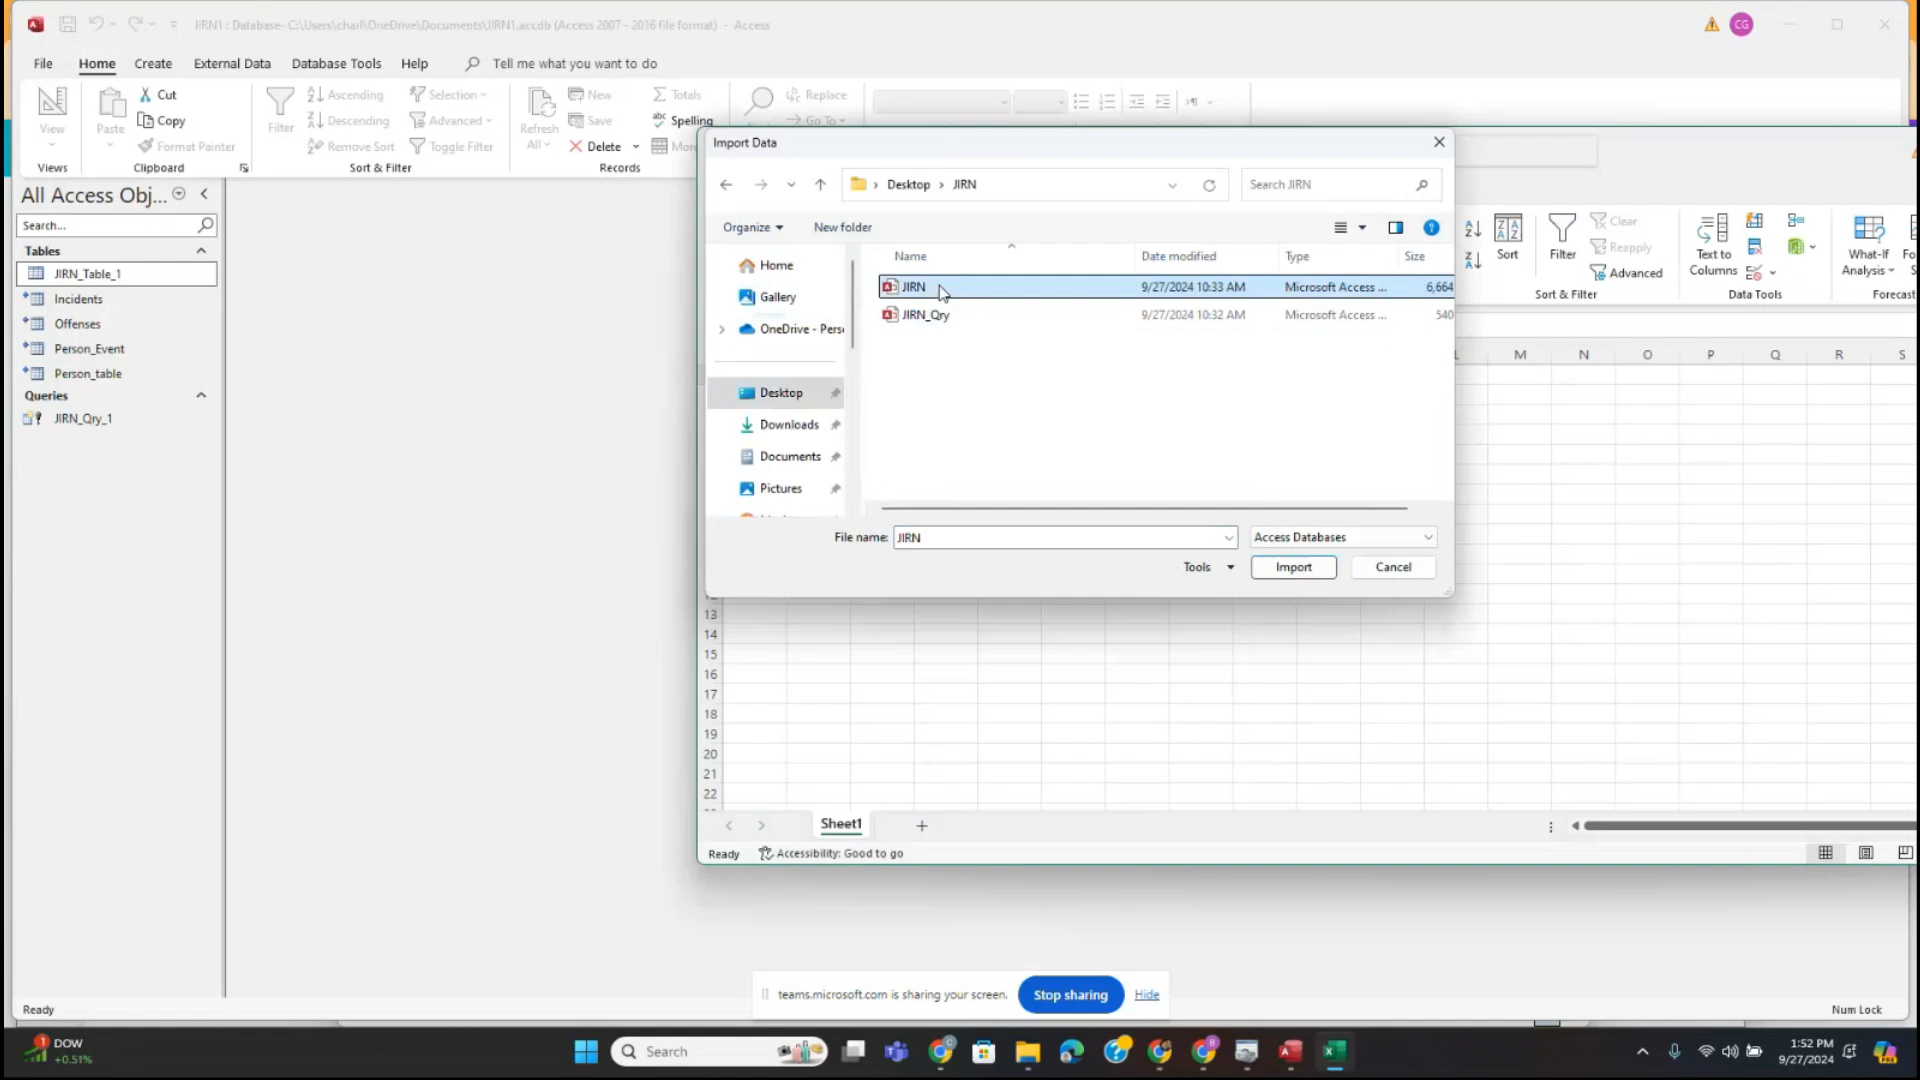 JIRN1 : Database- C:\Users\charl\OneDrive\Documents\JIRN1.accdb (Access 2007 - 2016 file format) - Access
CG
File Home Create External Data Database Tools Help Tell me what you want to do
View
Views
Paste
Cut
Copy
Format Painter
Clipboard
Filter
Ascending
Descending
Remove Sort
Selection
Advanced
Toggle Filter
Sort & Filter
Refresh
All
New
Save
Delete
Totals
Spelling
Records
Replace
Go To
All Access Obj...
Search...
Tables
JIRN_Table_1
Incidents
Offenses
Person_Event
Person_table
Queries
JIRN_Qry_1
Import Data
Desktop › JIRN
Search JIRN
Organize New folder
Home
Gallery
OneDrive - Pers
Desktop
Downloads
Documents
Pictures
Name Date modified Type Size
JIRN 9/27/2024 10:33 AM Microsoft Access ... 6,664
JIRN_Qry 9/27/2024 10:32 AM Microsoft Access ... 540
File name: JIRN Access Databases
Tools Import Cancel
Sort
Filter
Clear
Reapply
Advanced
Sort & Filter
Text to
Columns
Data Tools
What-If
Analysis
Forecast
M N O P Q R S
13
14
15
16
17
18
19
20
21
22
Sheet1
Ready Accessibility: Good to go
teams.microsoft.com is sharing your screen. Stop sharing Hide
Ready Num Lock
1
DOW
+0.51%
Search
1:52 PM
9/27/2024